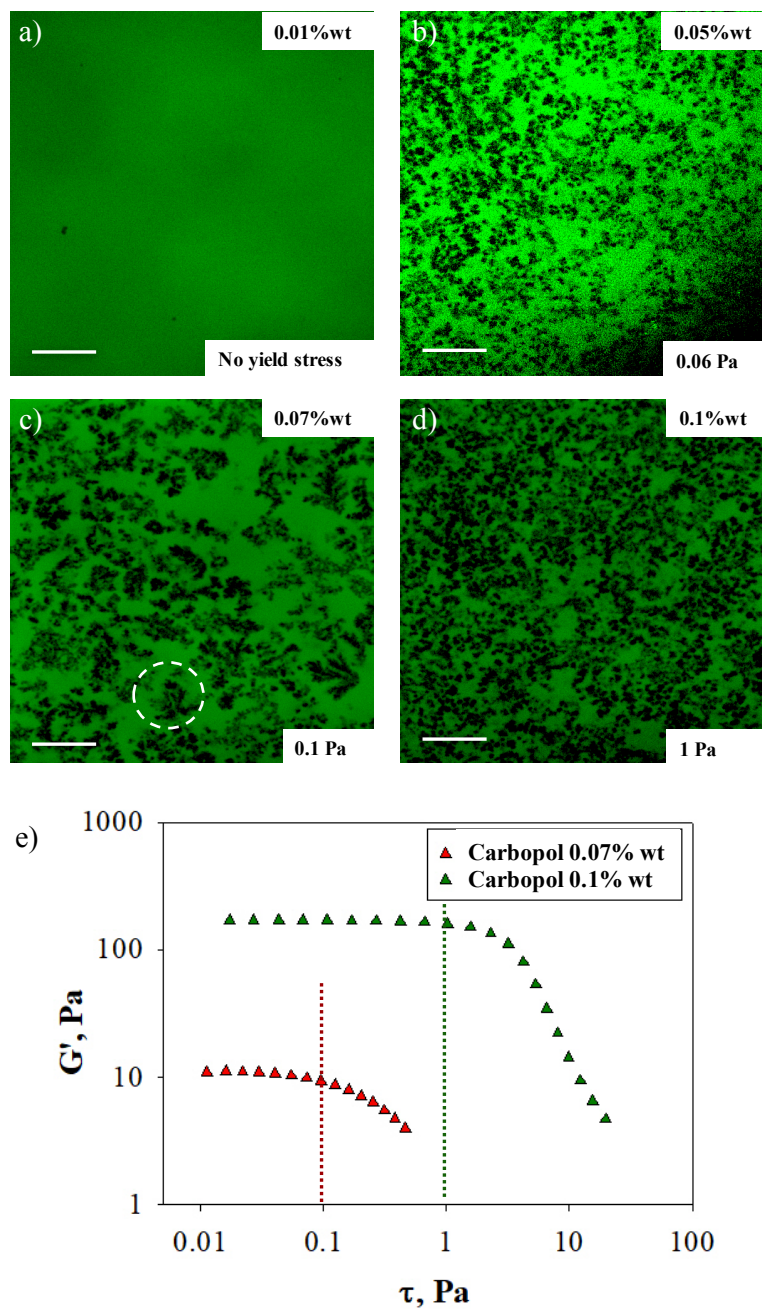 a)
0.01%wt
No yield stress
b)
0.05%wt
0.06 Pa
c)
0.07%wt
0.1 Pa
d)
0.1%wt
1 Pa
e)
G', Pa
1000
100
10
1
Carbopol 0.07% wt
Carbopol 0.1% wt
0.01
0.1
1
10
100
τ, Pa